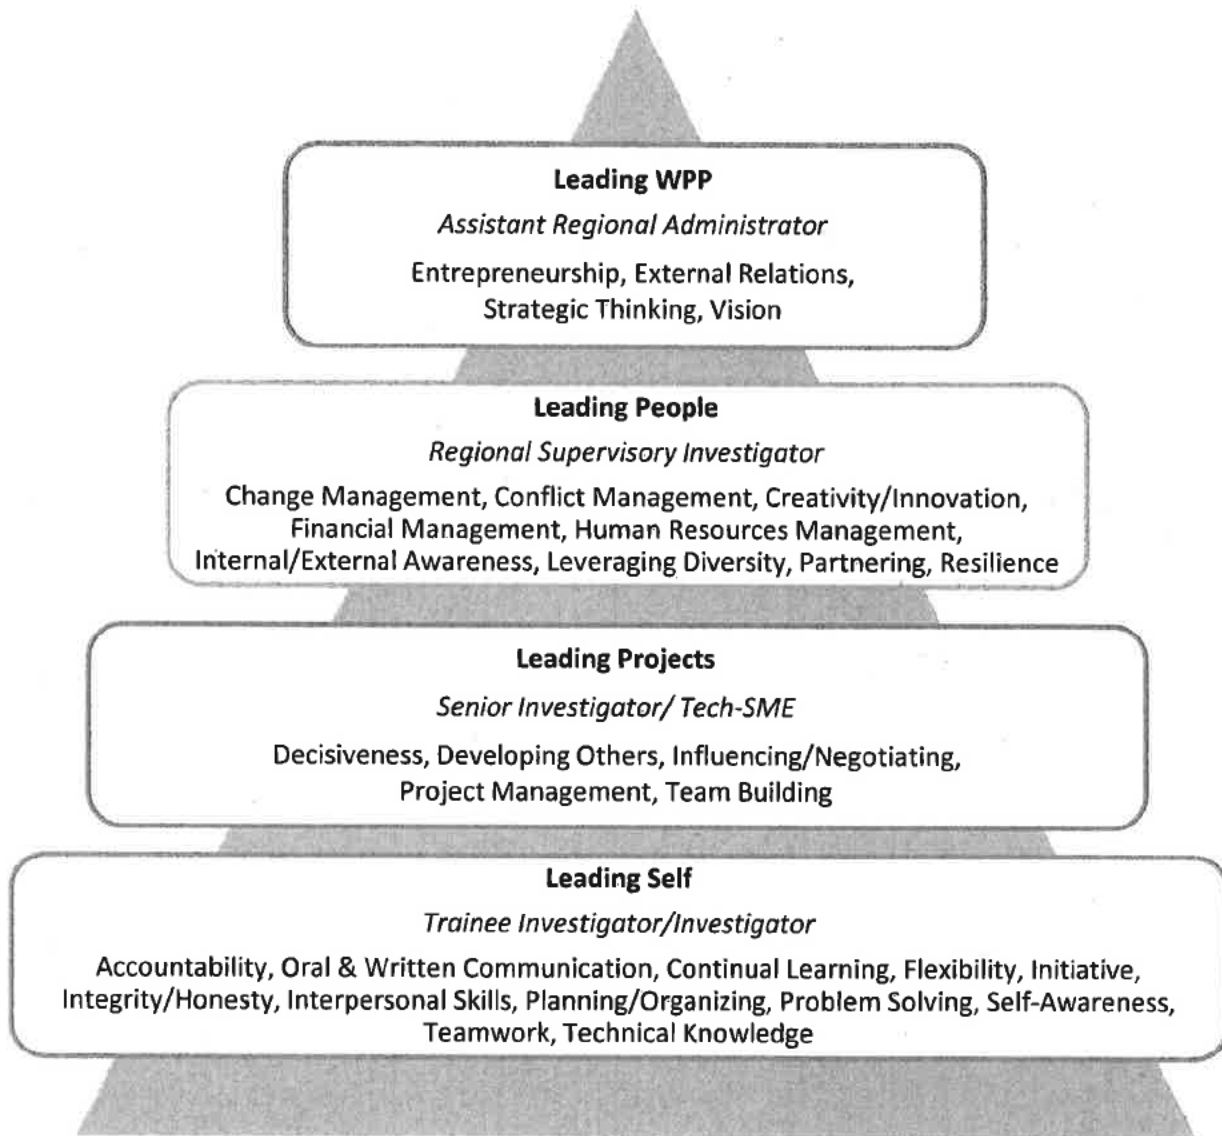 Leading WPP
Assistant Regional Administrator
Entrepreneurship, External Relations,
Strategic Thinking, Vision
Leading People
Regional Supervisory Investigator
Change Management, Conflict Management, Creativity/Innovation,
Financial Management, Human Resources Management,
Internal/External Awareness, Leveraging Diversity, Partnering, Resilience
Leading Projects
Senior Investigator/ Tech-SME
Decisiveness, Developing Others, Influencing/Negotiating,
Project Management, Team Building
Leading Self
Trainee Investigator/Investigator
Accountability, Oral & Written Communication, Continual Learning, Flexibility, Initiative,
Integrity/Honesty, Interpersonal Skills, Planning/Organizing, Problem Solving, Self-Awareness,
Teamwork, Technical Knowledge